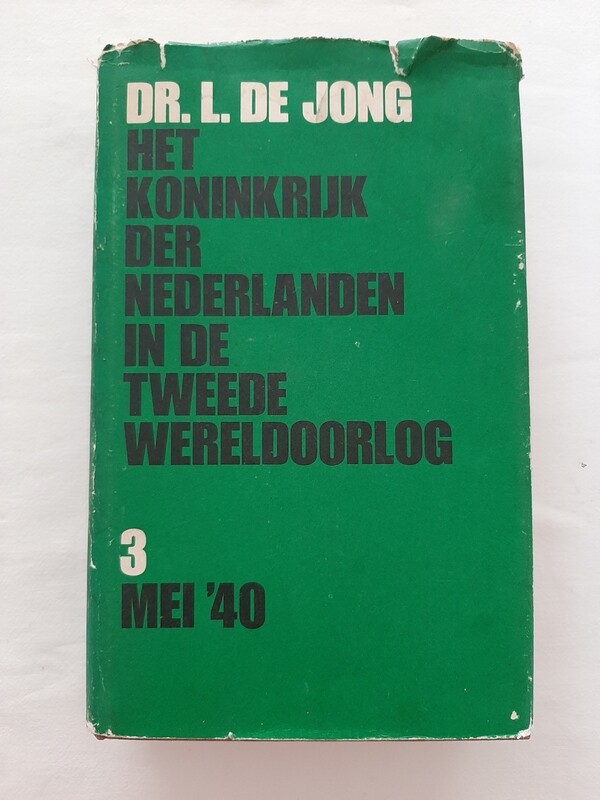 DR. L. DE JONG
HET
KONINKRIJK
DER
NEDERLANDEN
IN DE
TWEEDE
WERELDOORLOG
3
MEI '40